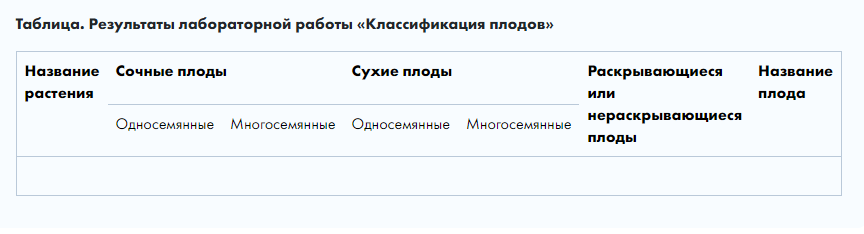 Таблица. Результаты лабораторной работы «Классификация плодов»
Название растения
Сочные плоды
Сухие плоды
Раскрывающиеся или нераскрывающиеся плоды
Название плода
Односемянные
Многосемянные
Односемянные
Многосемянные